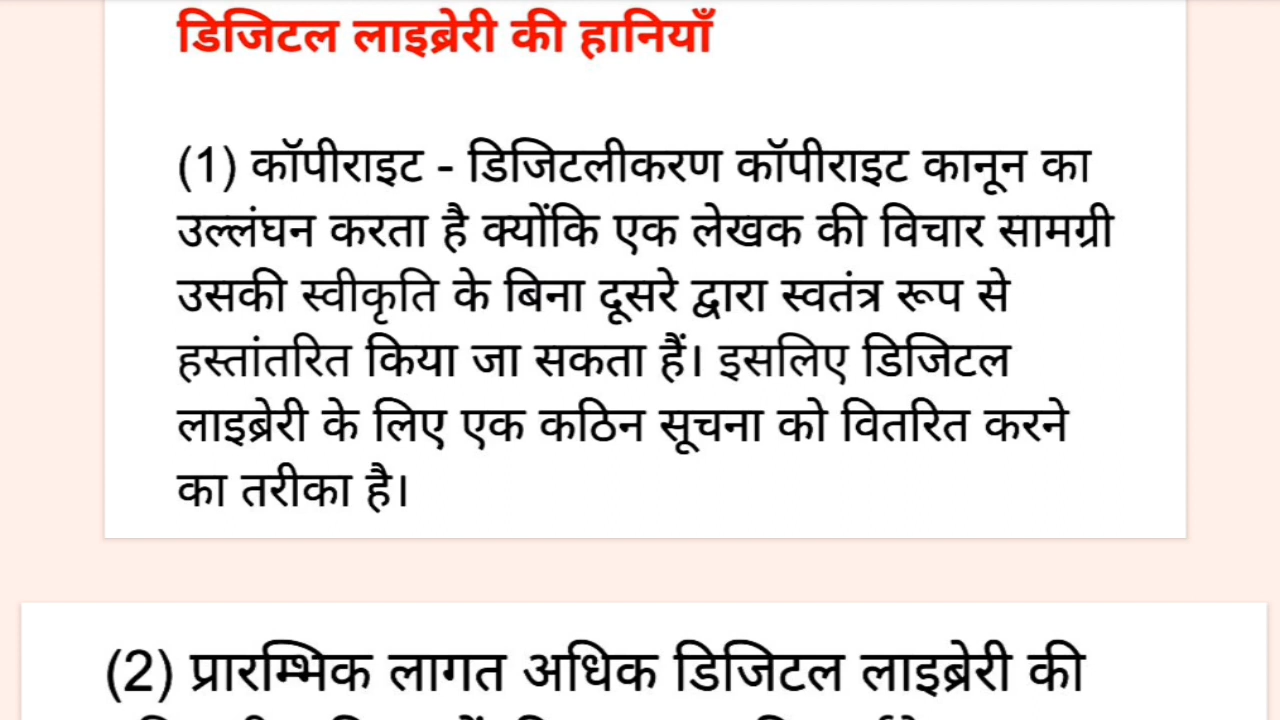 डिजिटल लाइब्रेरी की हानियाँ
(1) कॉपीराइट - डिजिटलीकरण कॉपीराइट कानून का
उल्लंघन करता है क्योंकि एक लेखक की विचार सामग्री
उसकी स्वीकृति के बिना दूसरे द्वारा स्वतंत्र रूप से
हस्तांतरित किया जा सकता हैं। इसलिए डिजिटल
लाइब्रेरी के लिए एक कठिन सूचना को वितरित करने
का तरीका है।
(2) प्रारम्भिक लागत अधिक डिजिटल लाइब्रेरी की